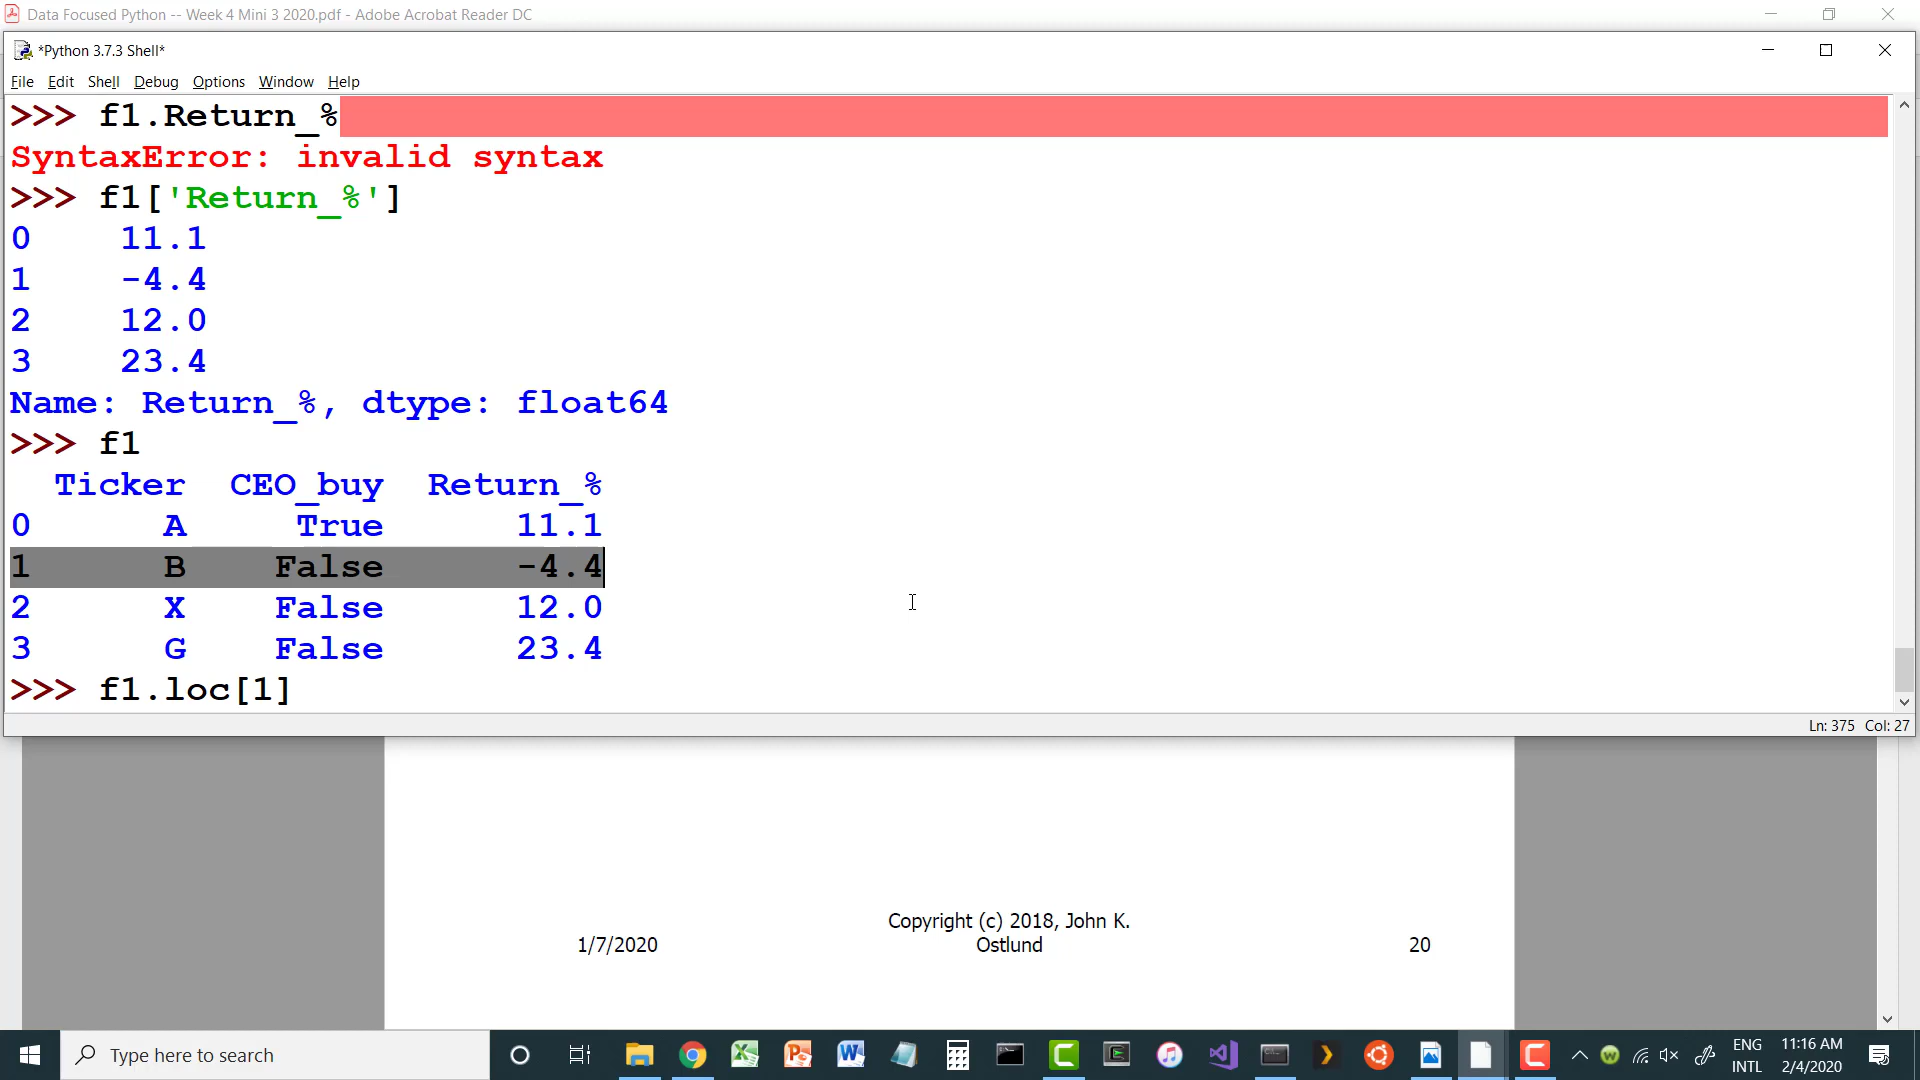 Data Focused Python -- Week 4 Mini 3 2020.pdf - Adobe Acrobat Reader DC
*Python 3.7.3 Shell*
File Edit Shell Debug Options Window Help
>>> f1.Return_%
SyntaxError: invalid syntax
>>> f1['Return_%']
0 11.1
1 -4.4
2 12.0
3 23.4
Name: Return_%, dtype: float64
>>> f1
Ticker CEO_buy Return_%
0 A True 11.1
1 B False -4.4
2 X False 12.0
3 G False 23.4
>>> f1.loc[1]
Ln: 375 Col: 27
Copyright (c) 2018, John K.
Ostlund
1/7/2020
20
Type here to search
ENG
INTL
11:16 AM
2/4/2020